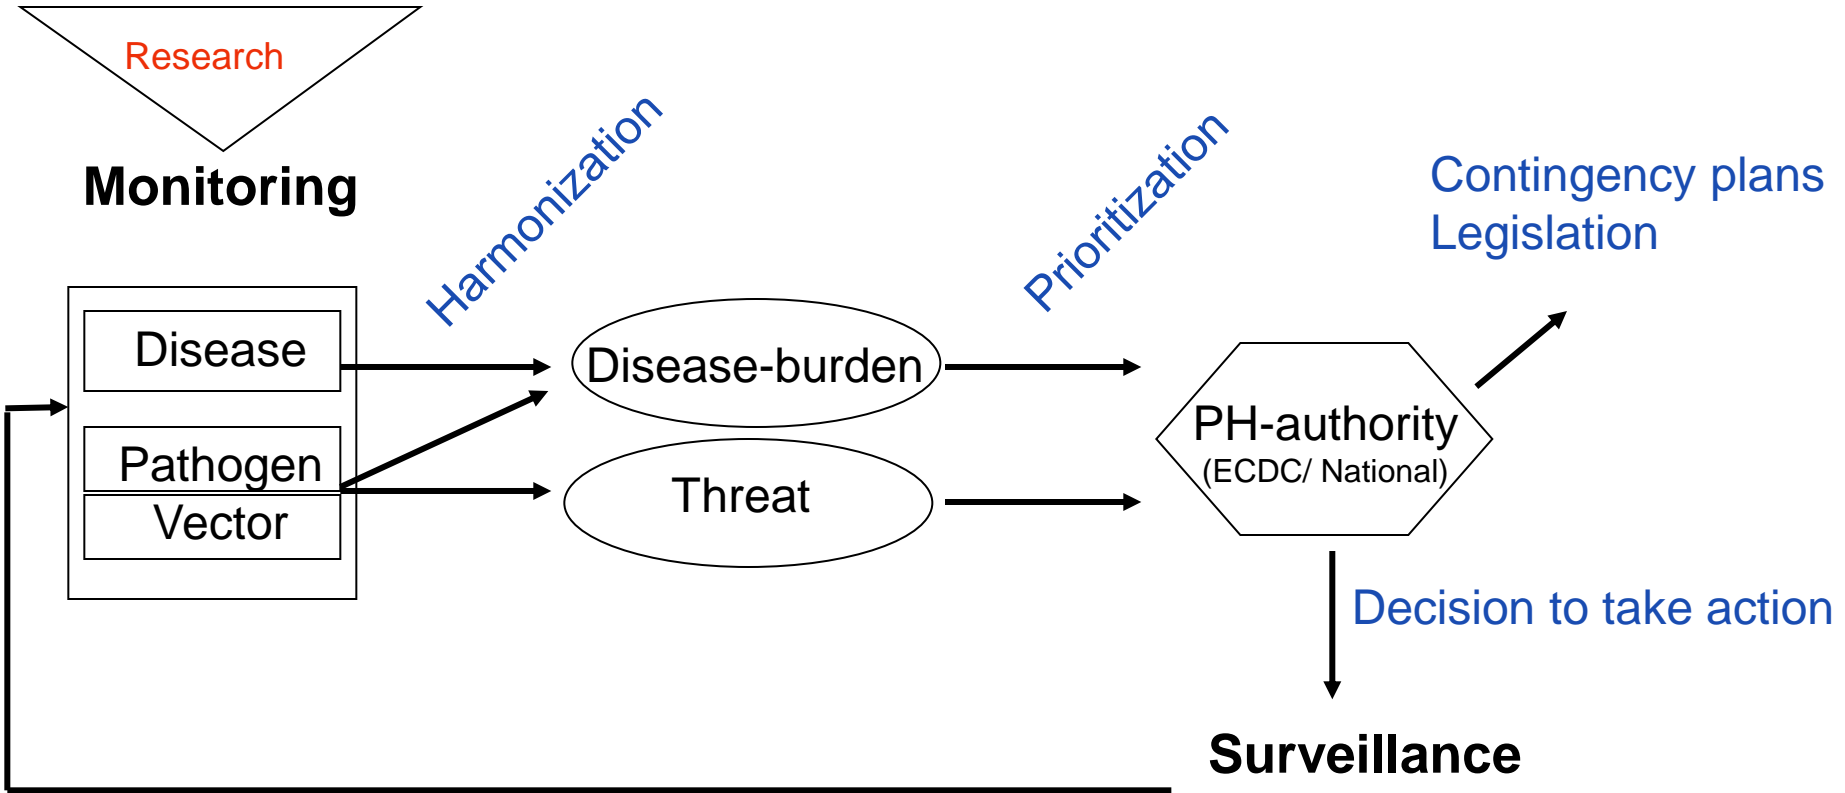 Research
Monitoring
Harmonization
Prioritization
Contingency plans
Legislation
Disease
Pathogen
Vector
Disease-burden
Threat
PH-authority
(ECDC/ National)
Decision to take action
Surveillance